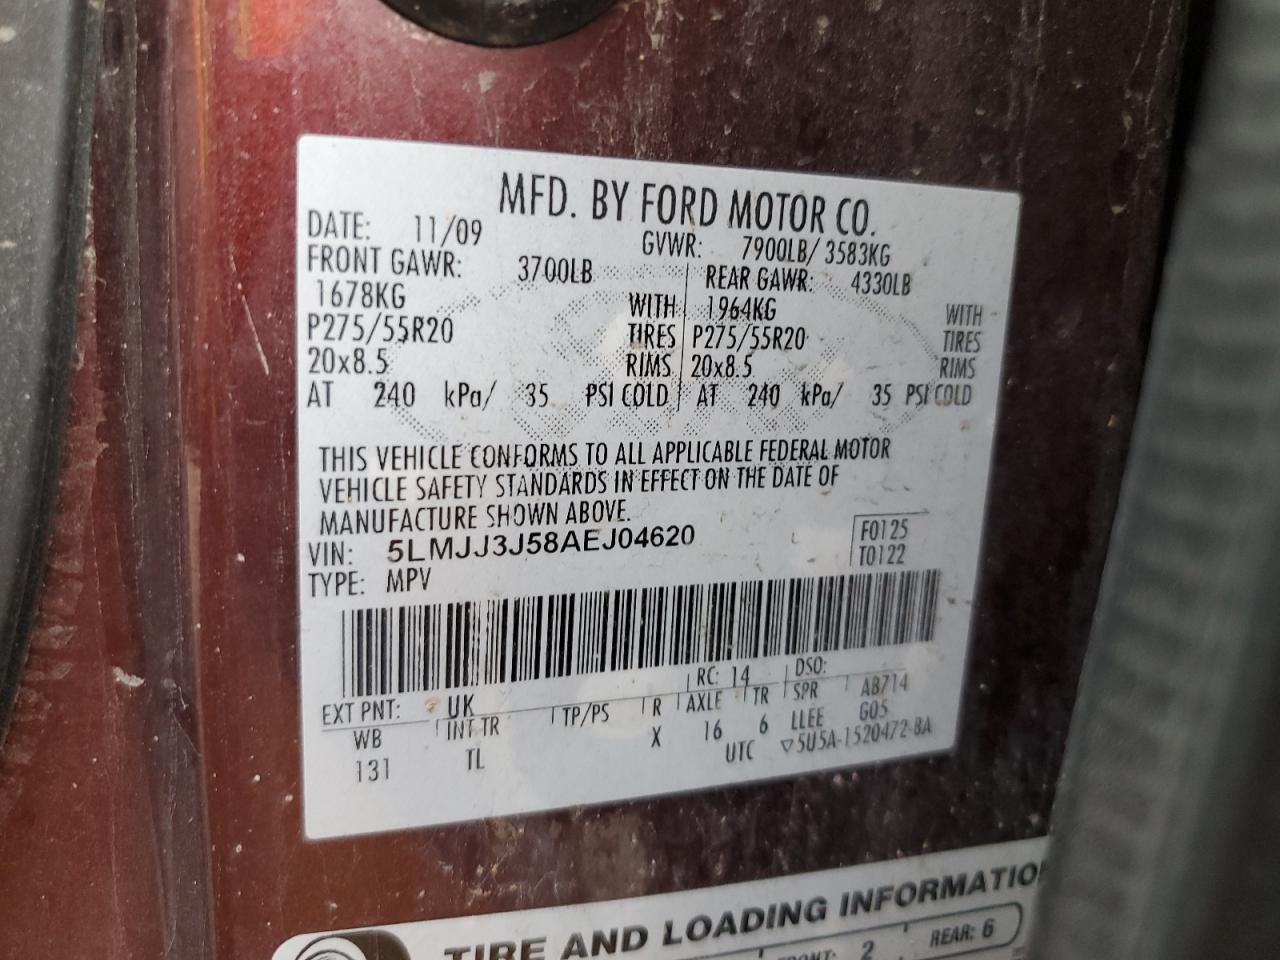 MFD. BY FORD MOTOR CO.
DATE: 11/09 GVWR: 7900LB/ 3583KG
FRONT GAWR: 3700LB REAR GAWR: 4330LB
1678KG WITH 1964KG WITH
P275/55R20 TIRES P275/55R20 TIRES
20x8.5 RIMS 20x8.5 RIMS
AT 240 kPa/ 35 PSI COLD AT 240 kPa/ 35 PSI COLD
THIS VEHICLE CONFORMS TO ALL APPLICABLE FEDERAL MOTOR
VEHICLE SAFETY STANDARDS IN EFFECT ON THE DATE OF
MANUFACTURE SHOWN ABOVE.
VIN: 5LMJJ3J58AEJ04620 F0125
TYPE: MPV T0122
EXT PNT: UK RC: 14 DSO:
WB INT TR TP/PS R AXLE TR SPR AB714
131 TL X 16 6 LLEE G05
UTC ▽5U5A-1520472-BA
TIRE AND LOADING INFORMATIO
FRONT: 2 REAR: 6